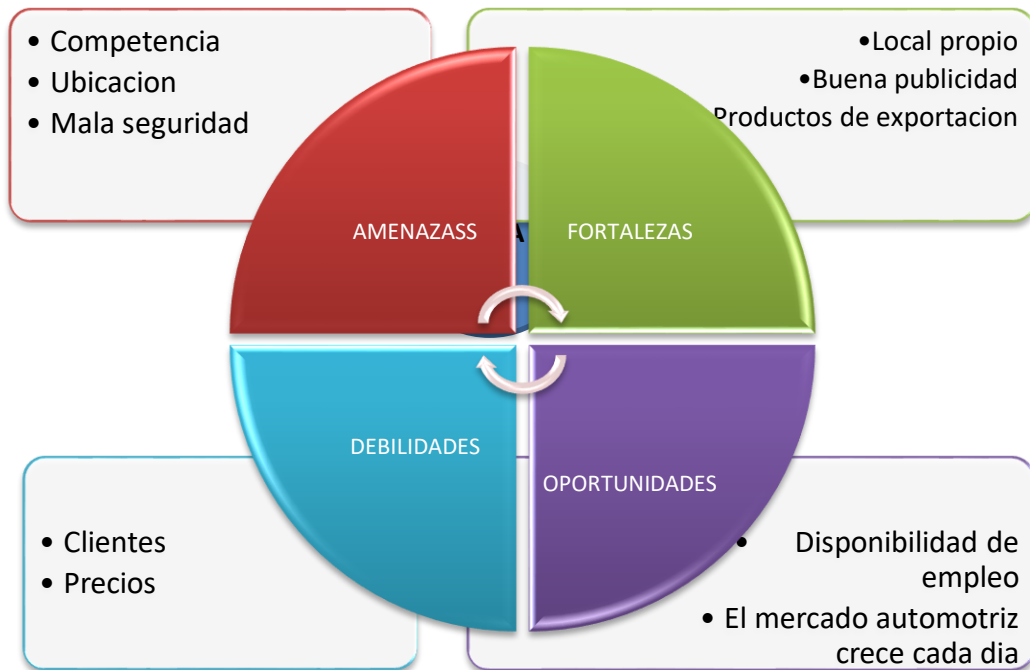 • Competencia
• Ubicacion
• Mala seguridad
•Local propio
•Buena publicidad
Productos de exportacion
AMENAZASS
A
FORTALEZAS
DEBILIDADES
OPORTUNIDADES
• Clientes
• Precios
• Disponibilidad de
empleo
• El mercado automotriz
crece cada dia